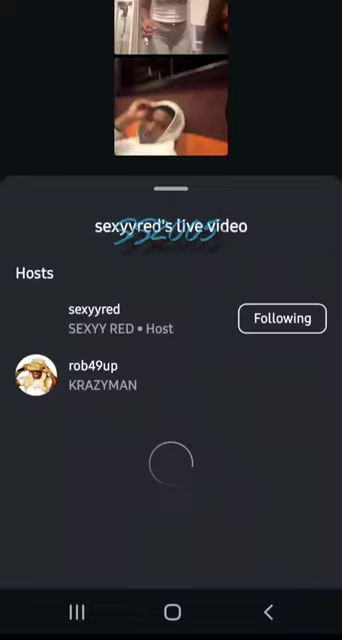 sexyyred's live video
Hosts
sexyyred
SEXYY RED • Host
Following
rob49up
KRAZYMAN